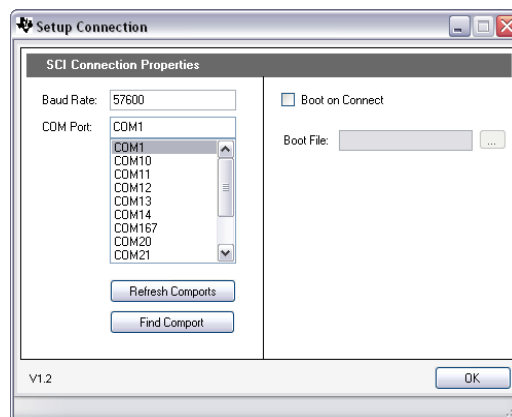 Setup Connection
SCI Connection Properties
Baud Rate: 57600
COM Port: COM1
COM1
COM10
COM11
COM12
COM13
COM14
COM167
COM20
COM21
Refresh Comports
Find Comport
Boot on Connect
Boot File:
...
V1.2
OK